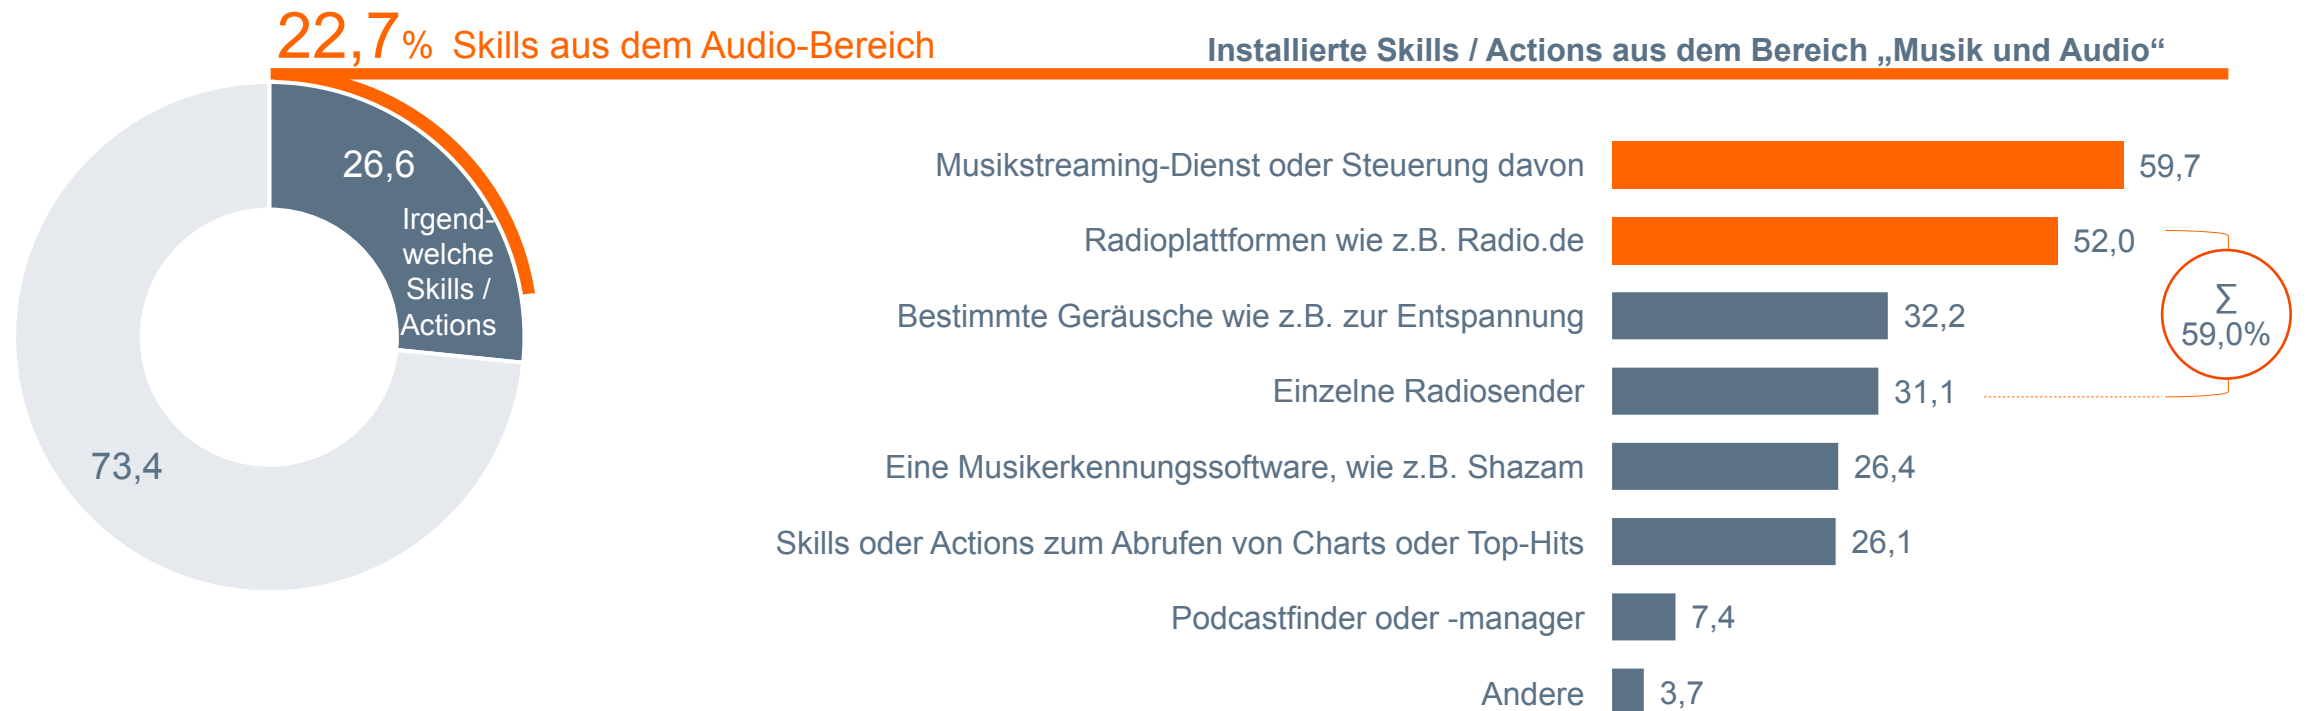 22,7% Skills aus dem Audio-Bereich
Installierte Skills / Actions aus dem Bereich „Musik und Audio“
26,6
Irgend-
welche
Skills /
Actions
73,4
Musikstreaming-Dienst oder Steuerung davon 59,7
Radioplattformen wie z.B. Radio.de 52,0
Bestimmte Geräusche wie z.B. zur Entspannung 32,2
Einzelne Radiosender 31,1
Eine Musikerkennungssoftware, wie z.B. Shazam 26,4
Skills oder Actions zum Abrufen von Charts oder Top-Hits 26,1
Podcastfinder oder -manager 7,4
Andere 3,7
∑
59,0%